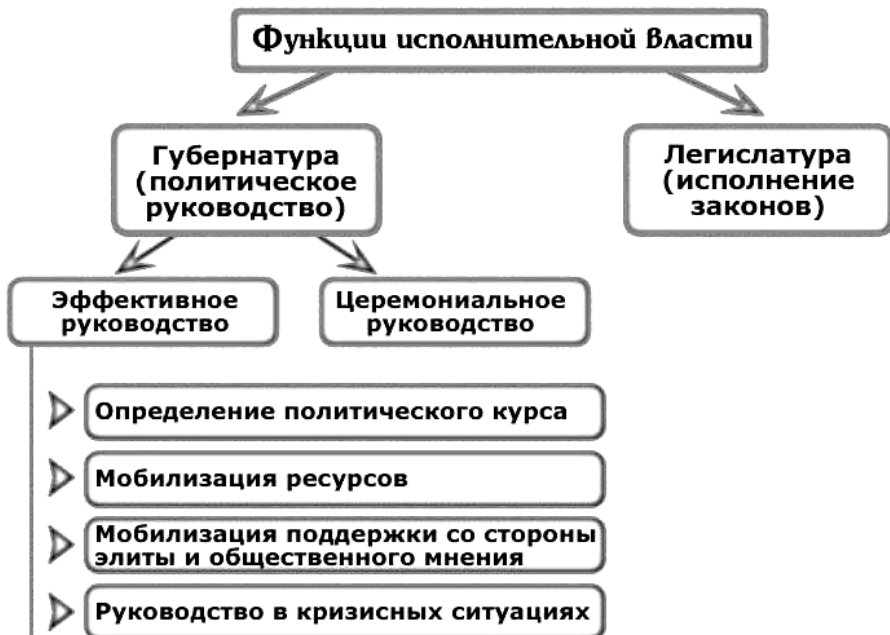 Функции исполнительной власти
Губернатура
(политическое
руководство)
Легислатура
(исполнение
законов)
Эффективное
руководство
Церемониальное
руководство
Определение политического курса
Мобилизация ресурсов
Мобилизация поддержки со стороны
элиты и общественного мнения
Руководство в кризисных ситуациях